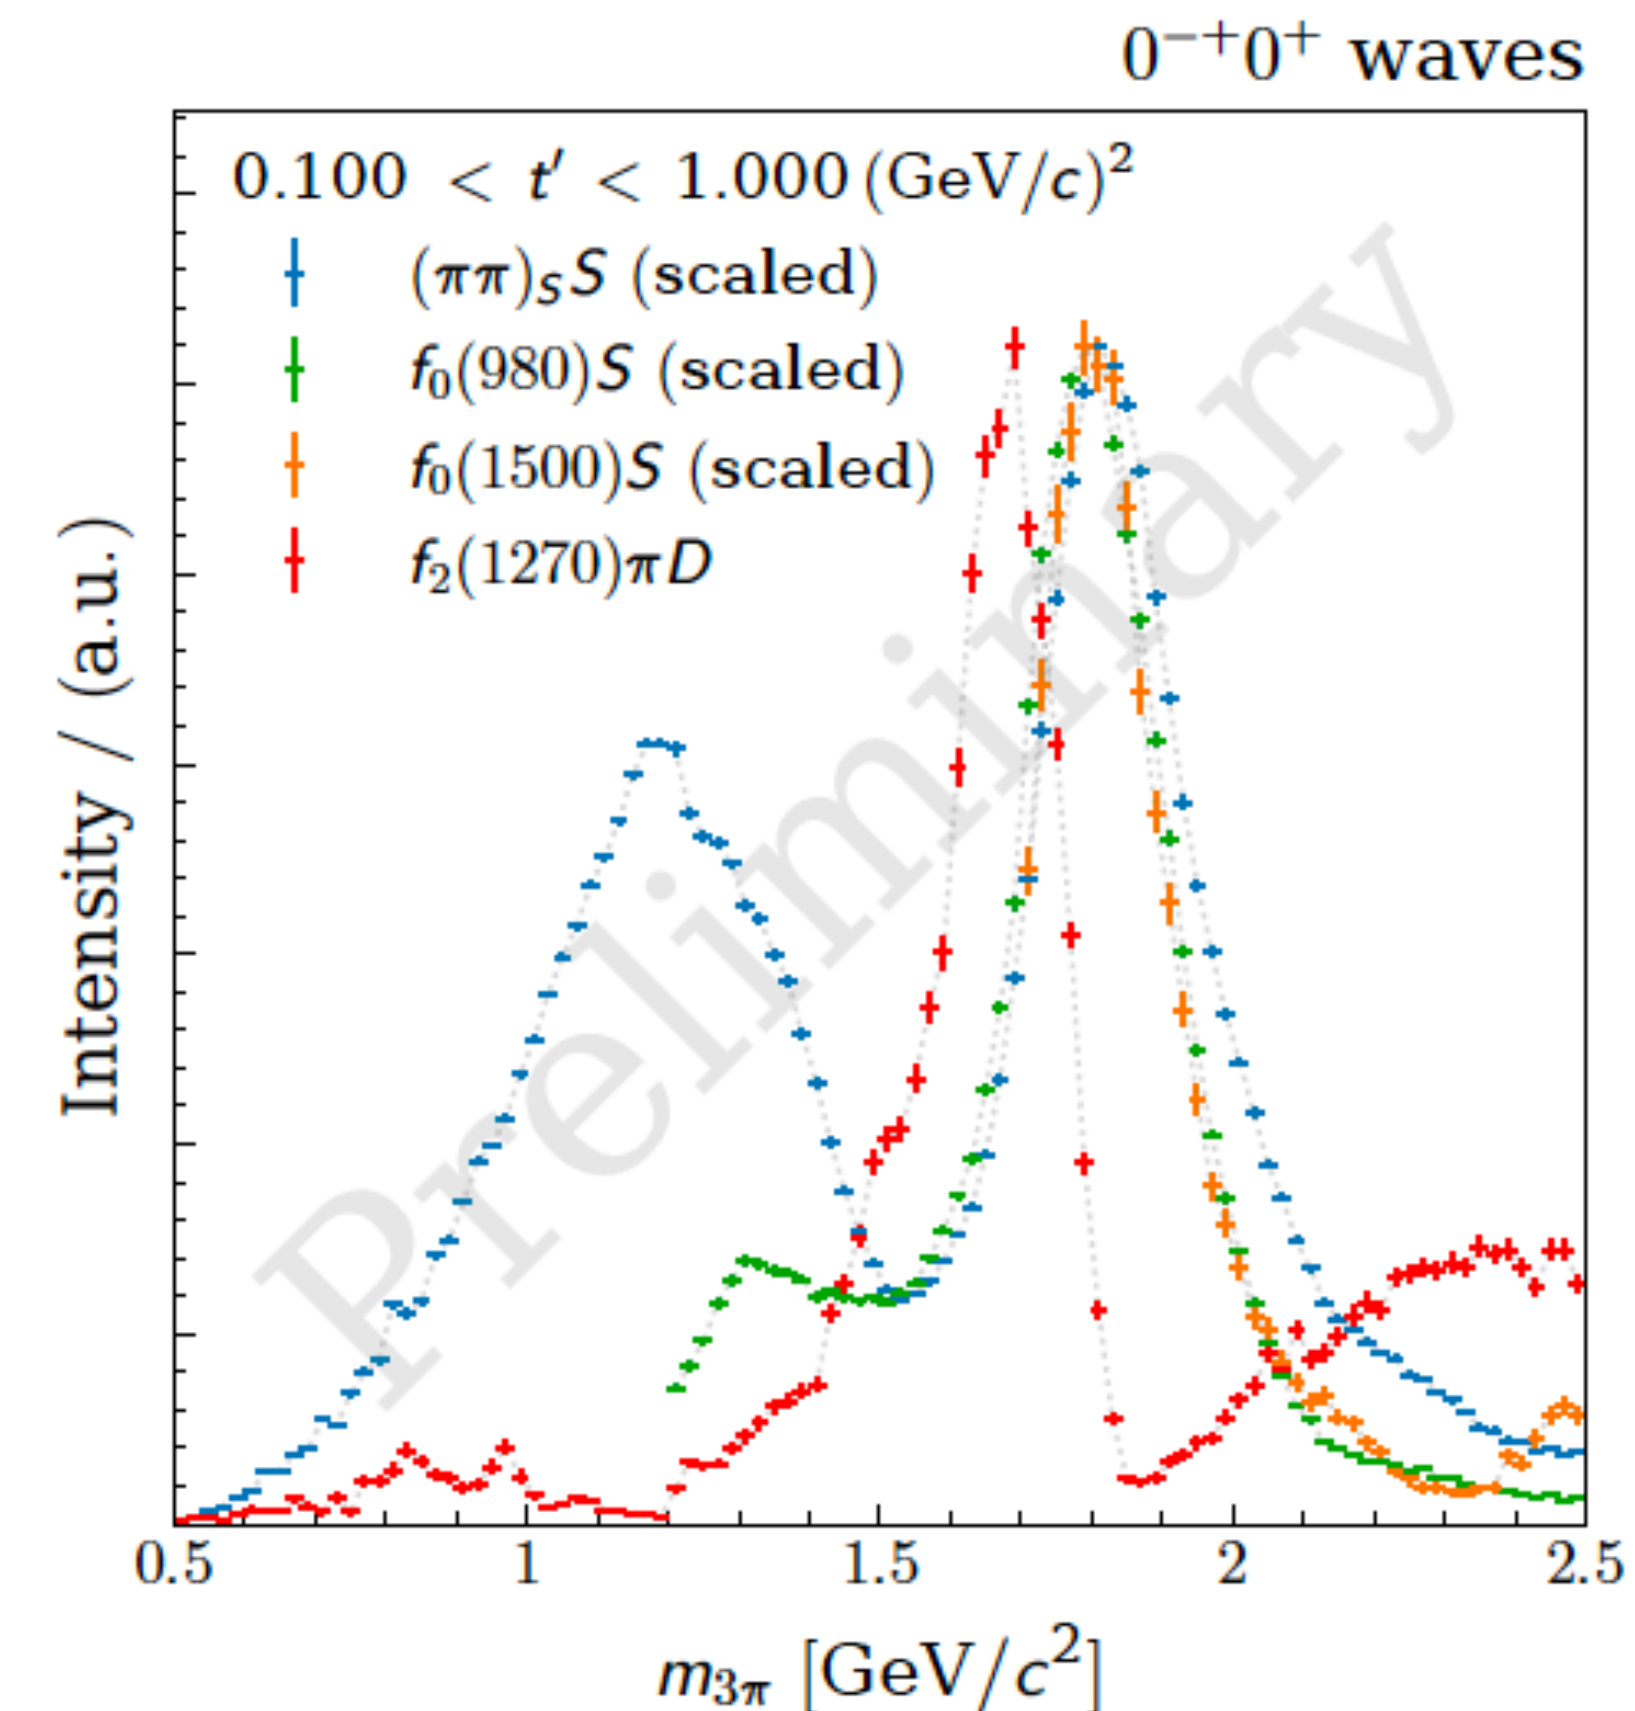 0⁻⁺0⁺ waves
0.100 < t′ < 1.000 (GeV/c)²
(ππ)ₛS (scaled)
f₀(980)S (scaled)
f₀(1500)S (scaled)
f₂(1270)πD
Preliminary
Intensity / (a.u.)
0.5 1 1.5 2 2.5
m₃π [GeV/c²]